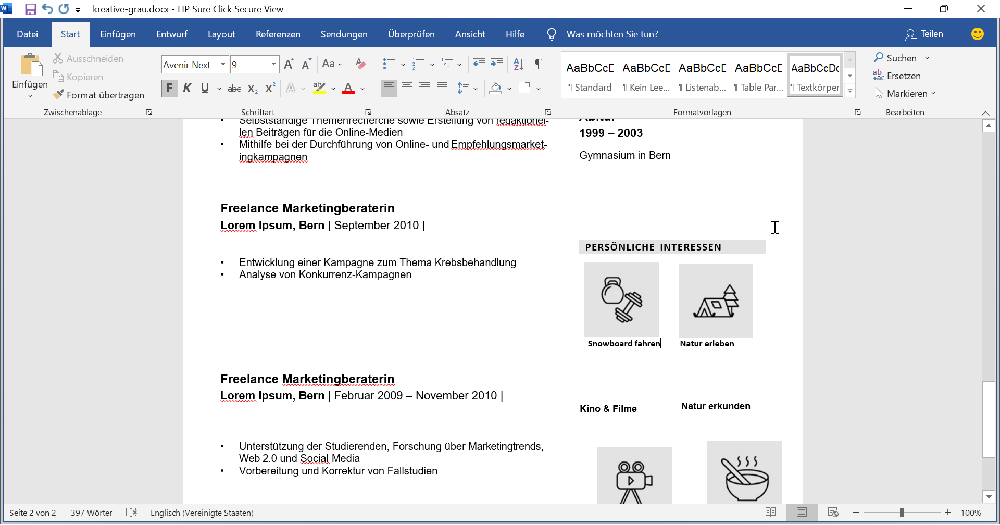 kreative-grau.docx - HP Sure Click Secure View
Datei Start Einfügen Entwurf Layout Referenzen Sendungen Überprüfen Ansicht Hilfe Was möchten Sie tun? Teilen
Einfügen
Ausschneiden
Kopieren
Format übertragen
Zwischenablage
Avenir Next 9
F K U abc x₂ x² A ab A
Aa
Schriftart
Absatz
AaBbCcD AaBbCcD AaBbCcD AaBbCcD AaBbCcDc
¶ Standard ¶ Kein Lee... ¶ Listenab... ¶ Table Par... ¶ Textkörper
Formatvorlagen
Suchen
Ersetzen
Markieren
Bearbeiten
• Selbstständige Themenrecherche sowie Erstellung von redaktionel-
len Beiträgen für die Online-Medien
• Mithilfe bei der Durchführung von Online- und Empfehlungsmarket-
ingkampagnen
Freelance Marketingberaterin
Lorem Ipsum, Bern | September 2010 |
• Entwicklung einer Kampagne zum Thema Krebsbehandlung
• Analyse von Konkurrenz-Kampagnen
Freelance Marketingberaterin
Lorem Ipsum, Bern | Februar 2009 – November 2010 |
• Unterstützung der Studierenden, Forschung über Marketingtrends,
Web 2.0 und Social Media
• Vorbereitung und Korrektur von Fallstudien
Abitur
1999 – 2003
Gymnasium in Bern
PERSÖNLICHE INTERESSEN
Snowboard fahren Natur erleben
Kino & Filme Natur erkunden
Seite 2 von 2 397 Wörter Englisch (Vereinigte Staaten) 100%